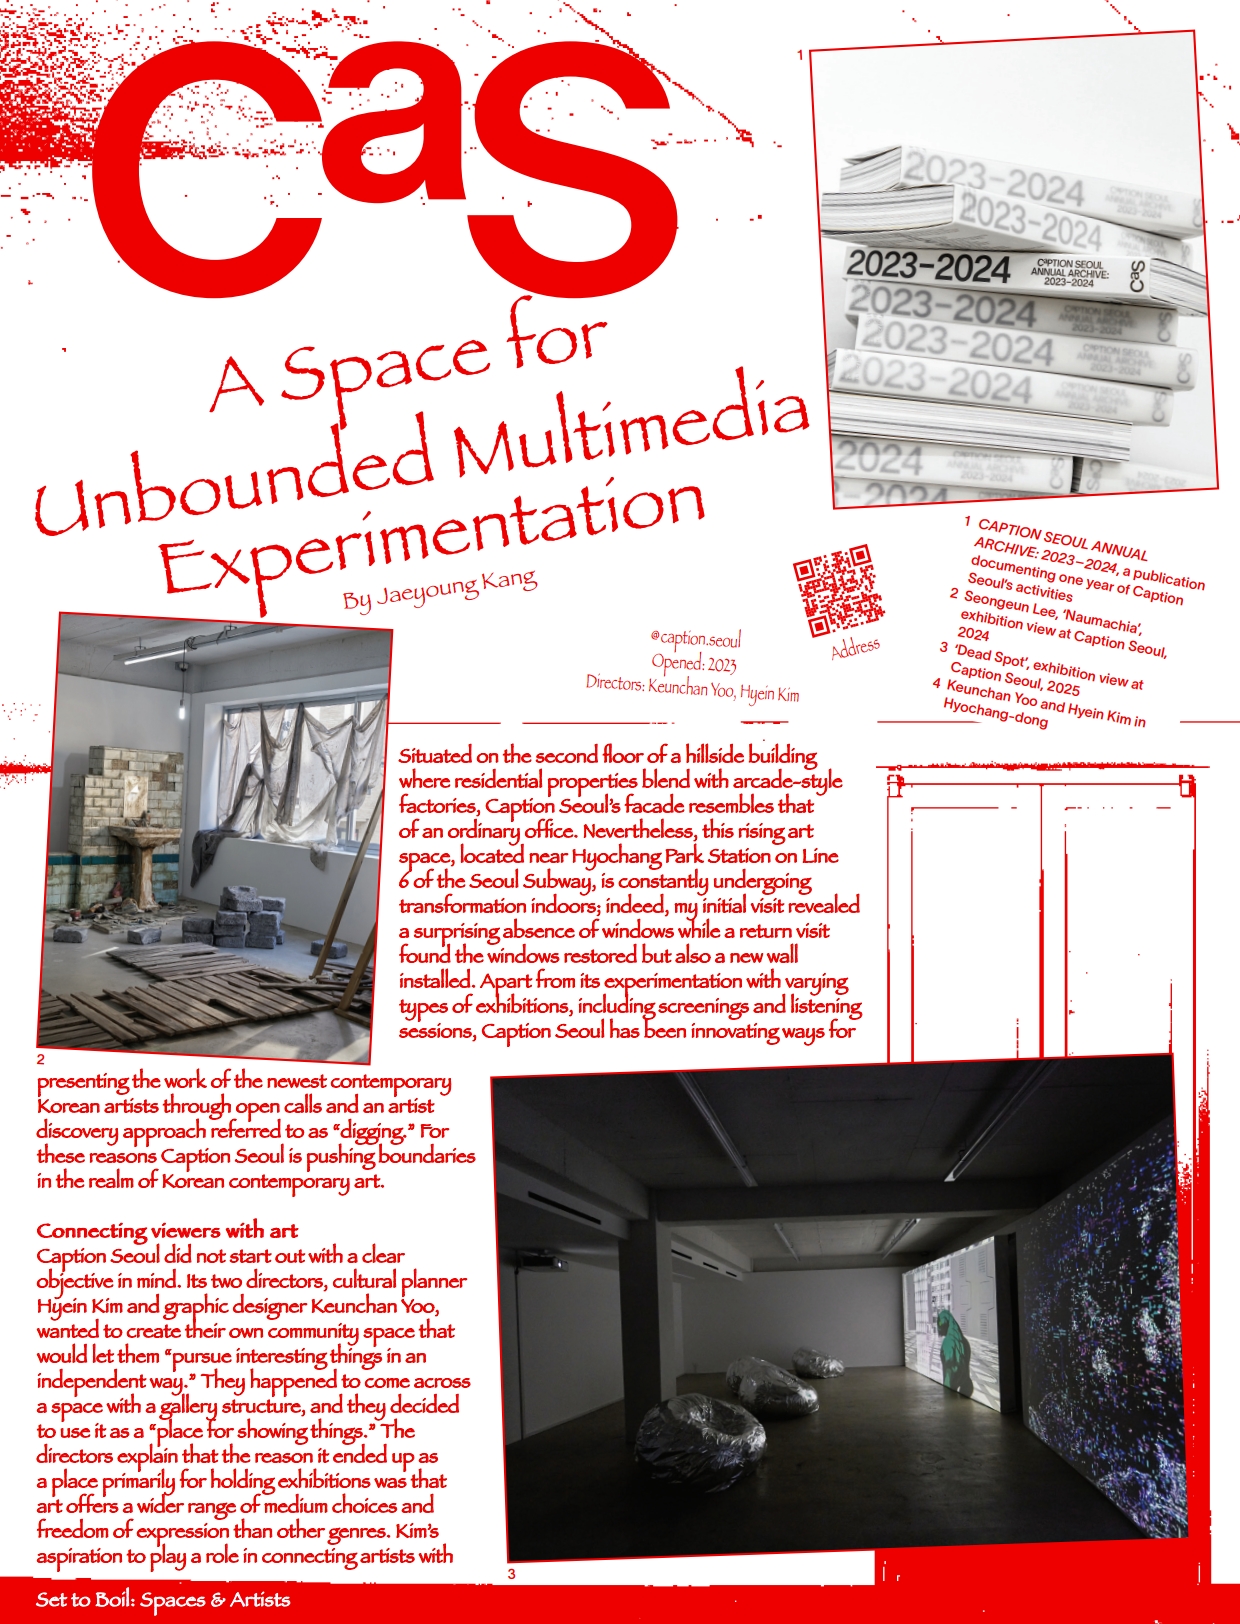 CaS
A Space for
Unbounded Multimedia
Experimentation
By Jaeyoung Kang
1
2023–2024 CAPTION SEOUL ANNUAL ARCHIVE: 2023–2024 CaS
2023–2024
2023–2024
CAPTION SEOUL
ANNUAL ARCHIVE:
2023–2024
CaS
2023–2024
2023–2024
2023–2024
2024
@caption.seoul
Opened: 2023
Directors: Keunchan Yoo, Hyein Kim
Address
1 CAPTION SEOUL ANNUAL
ARCHIVE: 2023–2024, a publication
documenting one year of Caption
Seoul’s activities
2 Seongeun Lee, ‘Naumachia’,
exhibition view at Caption Seoul,
2024
3 ‘Dead Spot’, exhibition view at
Caption Seoul, 2025
4 Keunchan Yoo and Hyein Kim in
Hyochang-dong
Situated on the second floor of a hillside building
where residential properties blend with arcade-style
factories, Caption Seoul’s facade resembles that
of an ordinary office. Nevertheless, this rising art
space, located near Hyochang Park Station on Line
6 of the Seoul Subway, is constantly undergoing
transformation indoors; indeed, my initial visit revealed
a surprising absence of windows while a return visit
found the windows restored but also a new wall
installed. Apart from its experimentation with varying
types of exhibitions, including screenings and listening
sessions, Caption Seoul has been innovating ways for
2
presenting the work of the newest contemporary
Korean artists through open calls and an artist
discovery approach referred to as “digging.” For
these reasons Caption Seoul is pushing boundaries
in the realm of Korean contemporary art.
Connecting viewers with art
Caption Seoul did not start out with a clear
objective in mind. Its two directors, cultural planner
Hyein Kim and graphic designer Keunchan Yoo,
wanted to create their own community space that
would let them “pursue interesting things in an
independent way.” They happened to come across
a space with a gallery structure, and they decided
to use it as a “place for showing things.” The
directors explain that the reason it ended up as
a place primarily for holding exhibitions was that
art offers a wider range of medium choices and
freedom of expression than other genres. Kim’s
aspiration to play a role in connecting artists with
3
Set to Boil: Spaces & Artists